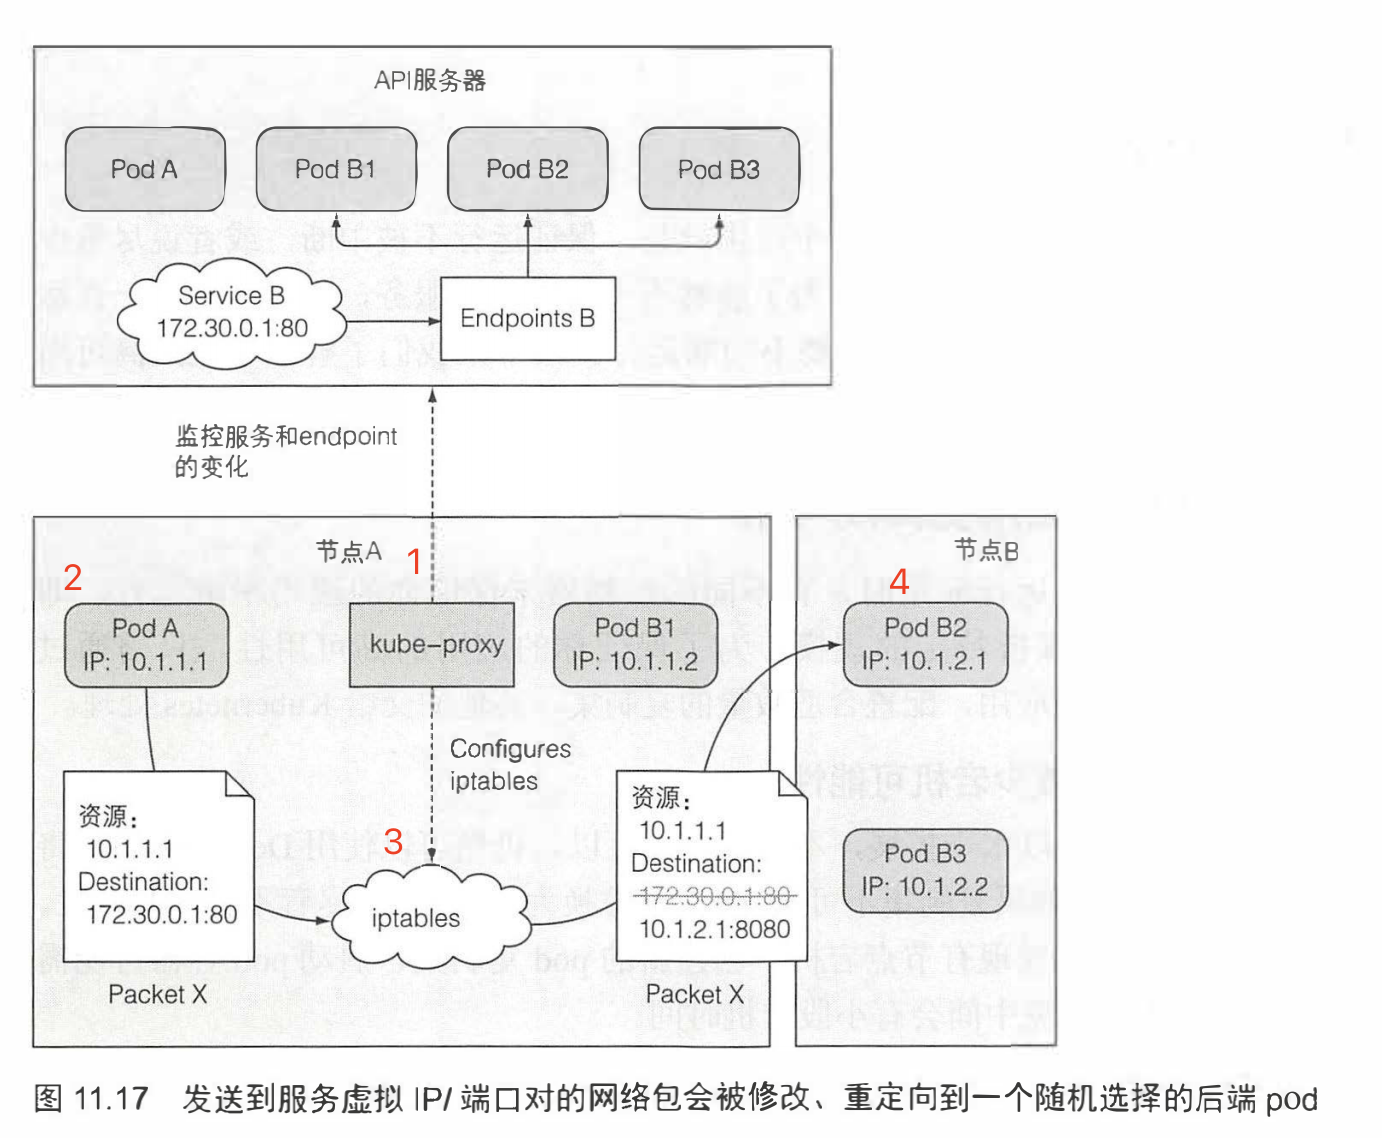 API服务器
Pod A
Pod B1
Pod B2
Pod B3
Service B
172.30.0.1:80
Endpoints B
监控服务和endpoint
的变化
节点A
1
节点B
2
4
Pod A
IP: 10.1.1.1
kube-proxy
Pod B1
IP: 10.1.1.2
Pod B2
IP: 10.1.2.1
Configures
iptables
资源：
10.1.1.1
Destination:
172.30.0.1:80
Packet X
3
iptables
资源：
10.1.1.1
Destination:
172.30.0.1:80
10.1.2.1:8080
Packet X
Pod B3
IP: 10.1.2.2
图 11.17 发送到服务虚拟 IP/ 端口对的网络包会被修改、重定向到一个随机选择的后端 pod